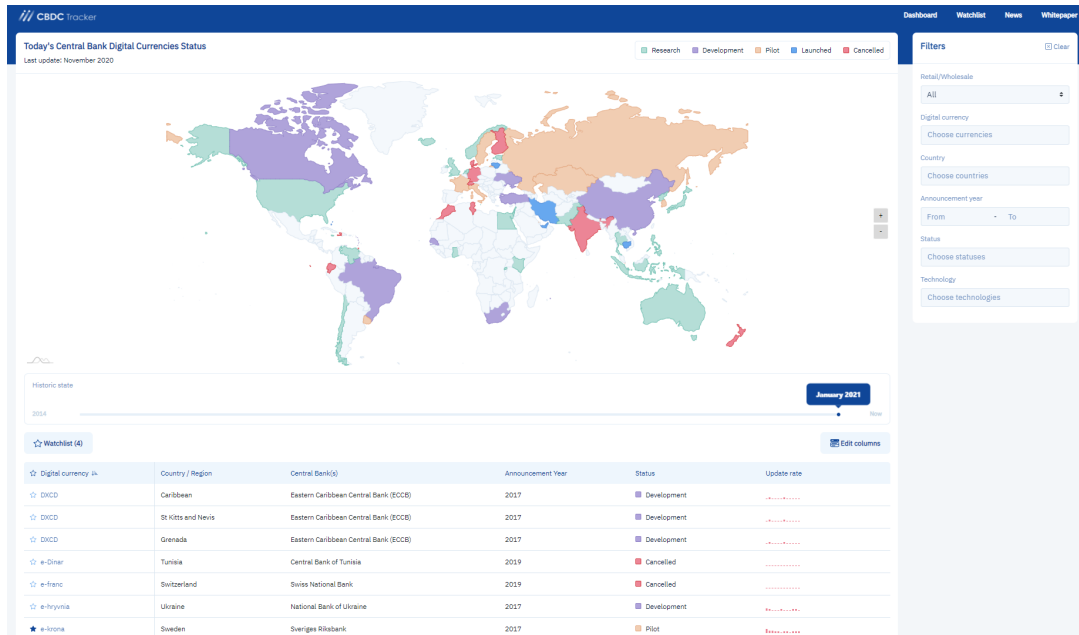 CBDC Tracker
Dashboard Watchlist News Whitepaper
Today's Central Bank Digital Currencies Status
Last update: November 2020
Research Development Pilot Launched Cancelled
Filters
Clear
Retail/Wholesale
All
Digital currency
Choose currencies
Country
Choose countries
Announcement year
From - To
Status
Choose statuses
Technology
Choose technologies
+
-
Historic state
January 2021
2014
Now
Watchlist (4)
Edit columns
Digital currency Country / Region Central Bank(s) Announcement Year Status Update rate
DXCD Caribbean Eastern Caribbean Central Bank (ECCB) 2017 Development
DXCD St Kitts and Nevis Eastern Caribbean Central Bank (ECCB) 2017 Development
DXCD Grenada Eastern Caribbean Central Bank (ECCB) 2017 Development
e-Dinar Tunisia Central Bank of Tunisia 2019 Cancelled
e-franc Switzerland Swiss National Bank 2019 Cancelled
e-hryvnia Ukraine National Bank of Ukraine 2017 Development
e-krona Sweden Sveriges Riksbank 2017 Pilot